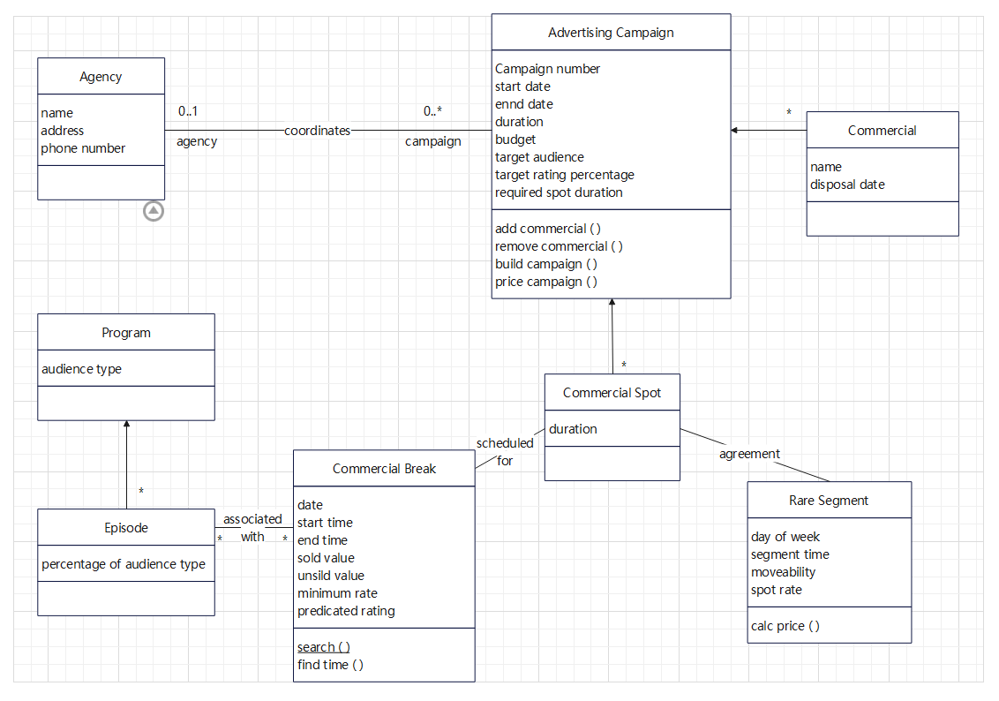 Advertising Campaign
Campaign number
start date
ennd date
duration
budget
target audience
target rating percentage
required spot duration
add commercial ( )
remove commercial ( )
build campaign ( )
price campaign ( )
Agency
name
address
phone number
0..1
agency
coordinates
0..*
campaign
*
Commercial
name
disposal date
Program
audience type
*
Episode
percentage of audience type
associated
with
*
*
Commercial Break
date
start time
end time
sold value
unsild value
minimum rate
predicated rating
search ( )
find time ( )
scheduled
for
*
Commercial Spot
duration
agreement
Rare Segment
day of week
segment time
moveability
spot rate
calc price ( )